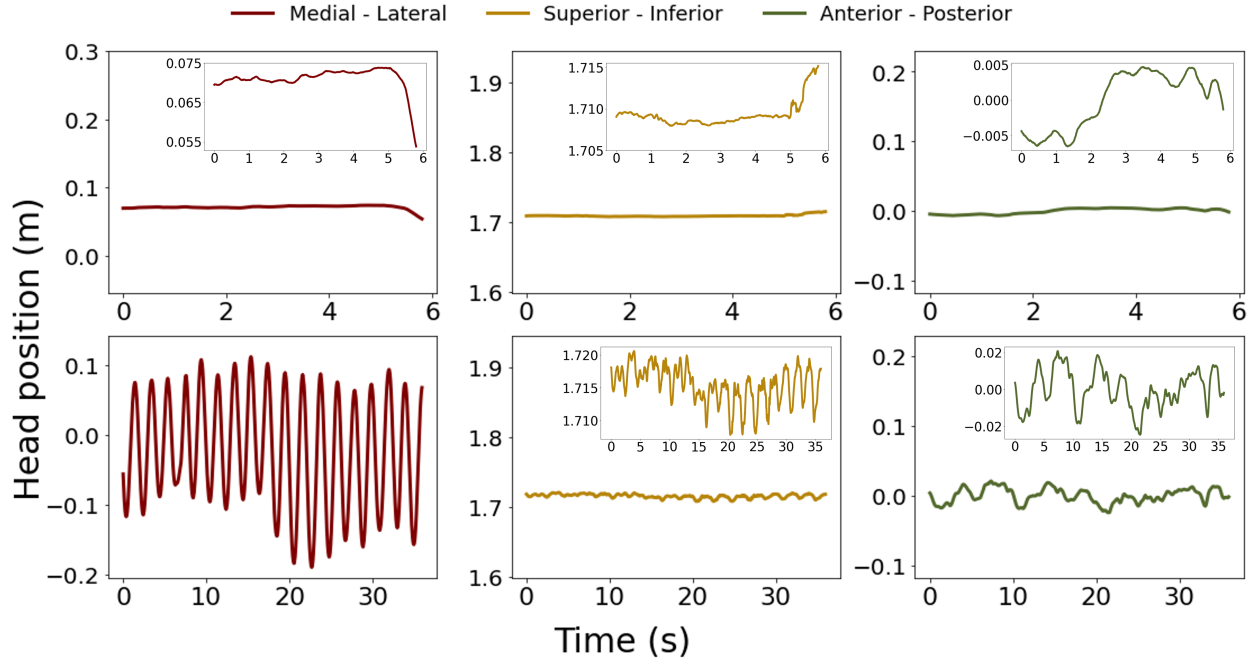 Medial - Lateral Superior - Inferior Anterior - Posterior
Head position (m)
0.3
0.2
0.1
0.0
0 2 4 6
0.075
0.065
0.055
0 1 2 3 4 5 6
1.9
1.8
1.7
1.6
0 2 4 6
1.715
1.710
1.705
0 1 2 3 4 5 6
0.2
0.1
0.0
−0.1
0 2 4 6
0.005
0.000
−0.005
0 1 2 3 4 5 6
0.1
0.0
−0.1
−0.2
0 10 20 30
1.9
1.8
1.7
1.6
0 10 20 30
1.720
1.715
1.710
0 5 10 15 20 25 30 35
0.2
0.1
0.0
−0.1
0 10 20 30
0.02
0.00
−0.02
0 5 10 15 20 25 30 35
Time (s)